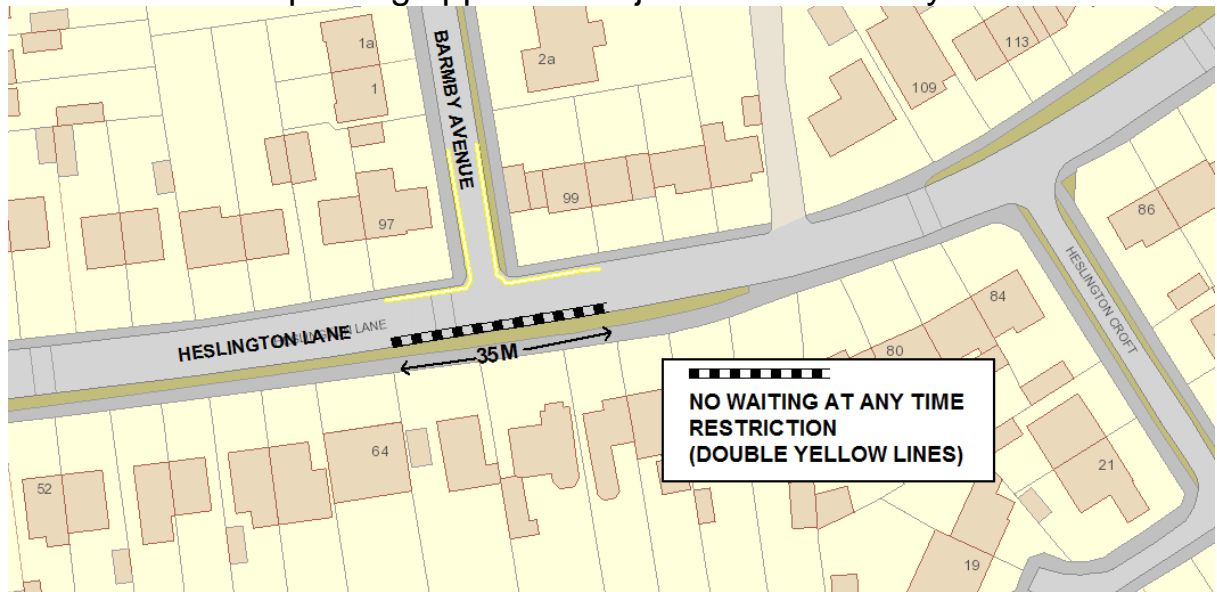 1a
1
2a
113
109
BARMBY AVENUE
97
99
86
HESLINGTON CROFT
84
80
HESLINGTON LANE
35M
NO WAITING AT ANY TIME
RESTRICTION
(DOUBLE YELLOW LINES)
64
52
21
19